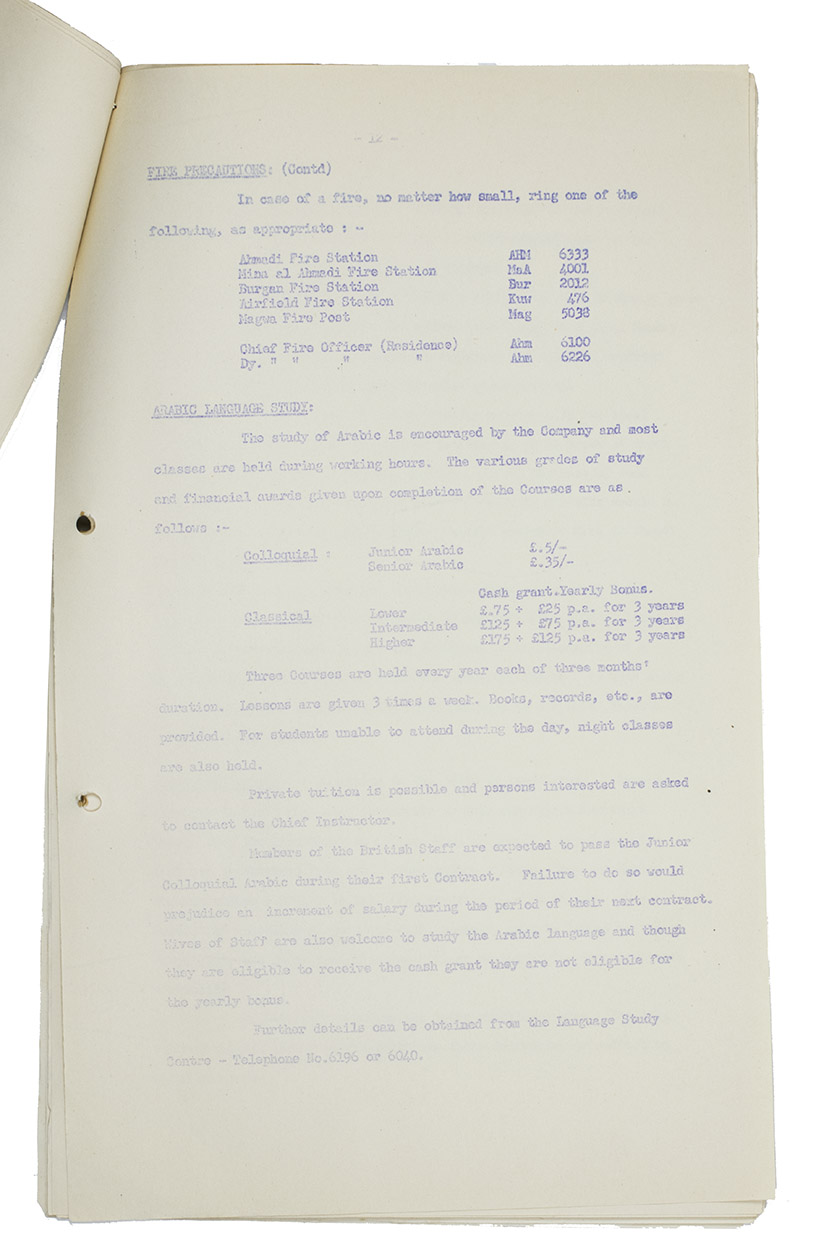 - 12 -
FIRE PRECAUTIONS: (Contd)
In case of a fire, no matter how small, ring one of the
following, as appropriate : --
Ahmadi Fire Station AHM 6333
Mina al Ahmadi Fire Station MaA 4001
Burgan Fire Station Bur 2012
Airfield Fire Station Kuw 476
Magwa Fire Post Mag 5038
Chief Fire Officer (Residence) Ahm 6100
Dy. " " " " Ahm 6226
ARABIC LANGUAGE STUDY:
The study of Arabic is encouraged by the Company and most
classes are held during working hours. The various grades of study
and financial awards given upon completion of the Courses are as
follows :-
Colloquial : Junior Arabic £.5/-
Senior Arabic £.35/-
Cash grant. Yearly Bonus.
Classical Lower £.75 + £25 p.a. for 3 years
Intermediate £125 + £75 p.a. for 3 years
Higher £175 + £125 p.a. for 3 years
Three Courses are held every year each of three months'
duration. Lessons are given 3 times a week. Books, records, etc., are
provided. For students unable to attend during the day, night classes
are also held.
Private tuition is possible and persons interested are asked
to contact the Chief Instructor.
Members of the British Staff are expected to pass the Junior
Colloquial Arabic during their first Contract. Failure to do so would
prejudice an increment of salary during the period of their next contract.
Wives of Staff are also welcome to study the Arabic language and though
they are eligible to receive the cash grant they are not eligible for
the yearly bonus.
Further details can be obtained from the Language Study
Centre - Telephone No.6196 or 6040.